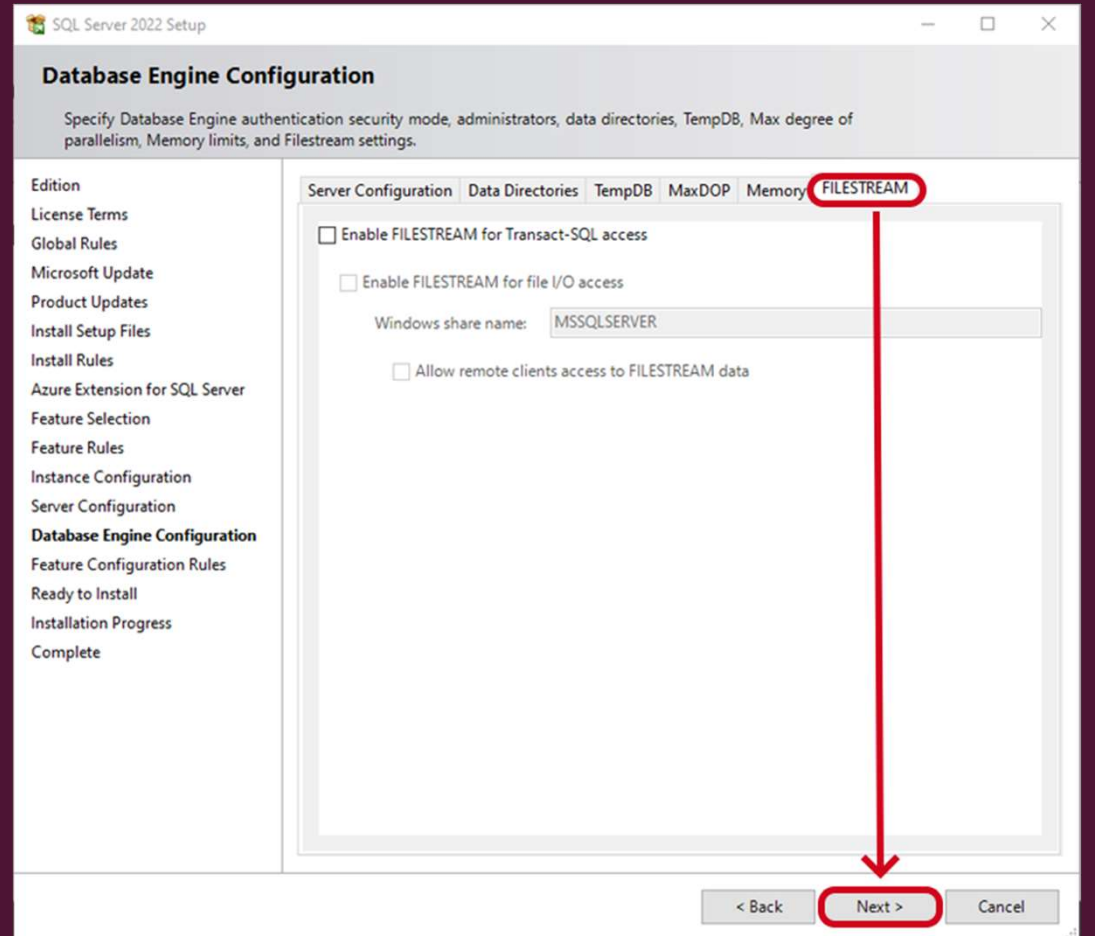 SQL Server 2022 Setup
Database Engine Configuration
Specify Database Engine authentication security mode, administrators, data directories, TempDB, Max degree of
parallelism, Memory limits, and Filestream settings.
Edition
License Terms
Global Rules
Microsoft Update
Product Updates
Install Setup Files
Install Rules
Azure Extension for SQL Server
Feature Selection
Feature Rules
Instance Configuration
Server Configuration
Database Engine Configuration
Feature Configuration Rules
Ready to Install
Installation Progress
Complete
Server Configuration Data Directories TempDB MaxDOP Memory FILESTREAM
Enable FILESTREAM for Transact-SQL access
Enable FILESTREAM for file I/O access
Windows share name: MSSQLSERVER
Allow remote clients access to FILESTREAM data
< Back Next > Cancel